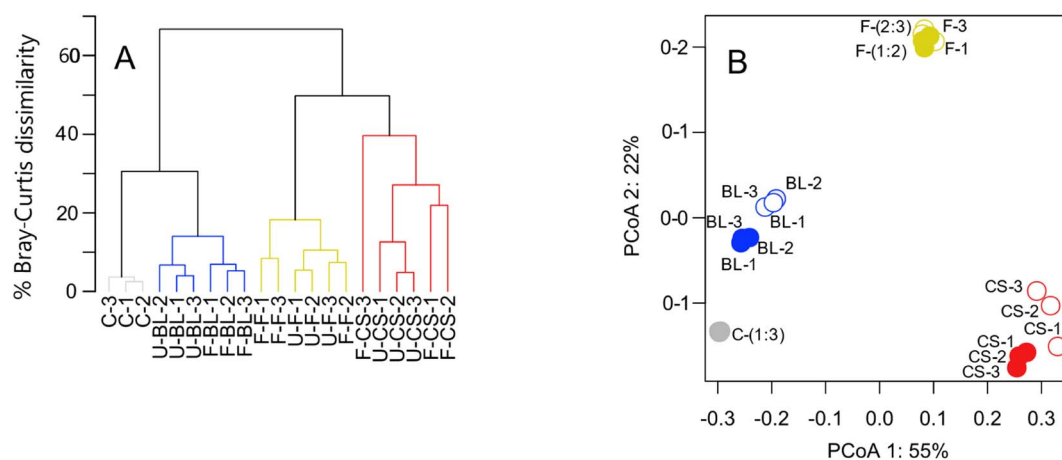 A
% Bray-Curtis dissimilarity
60
40
20
0
C-3
C-1
C-2
U-BL-2
U-BL-1
U-BL-3
F-BL-1
F-BL-2
F-BL-3
F-F-1
F-F-3
U-F-1
U-F-2
U-F-3
F-F-2
F-CS-3
U-CS-1
U-CS-2
U-CS-3
F-CS-1
F-CS-2
B
PCoA 2: 22%
0-2
0-1
0-0
0-1
F-(2:3)
F-3
F-(1:2)
F-1
BL-3
BL-2
BL-3
BL-1
BL-2
BL-1
C-(1:3)
CS-3
CS-2
CS-1
CS-1
CS-2
CS-3
-0.3
-0.2
-0.1
0.0
0.1
0.2
0.3
PCoA 1: 55%